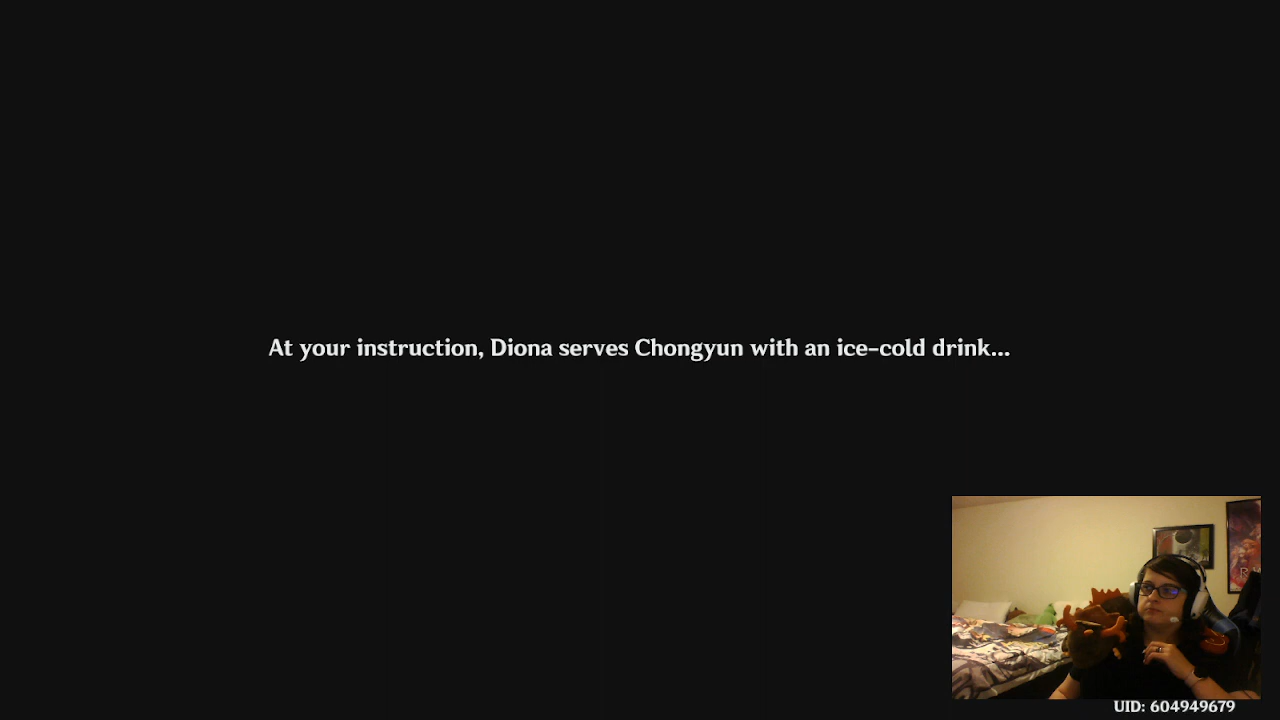 At your instruction, Diona serves Chongyun with an ice-cold drink...
UID: 604949679